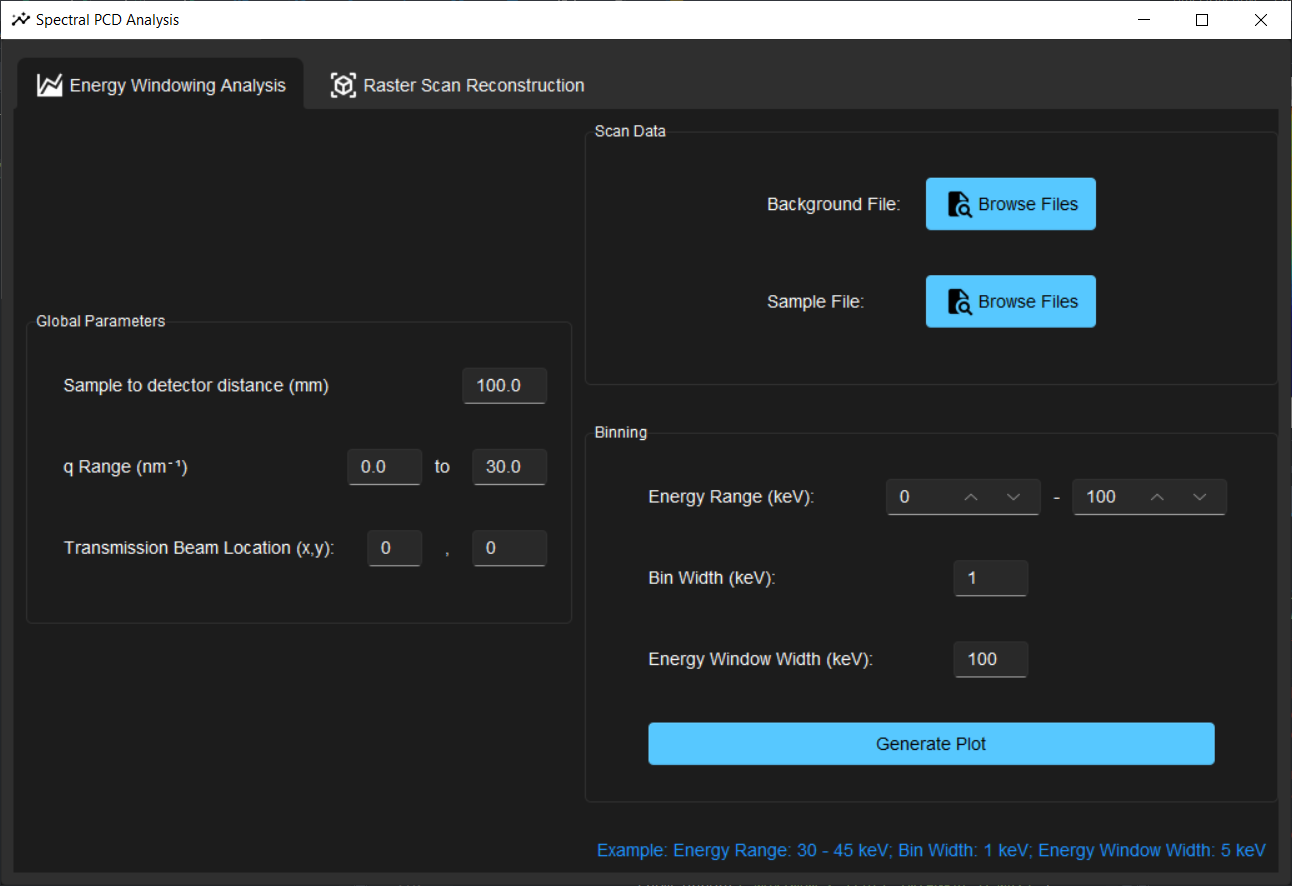 Spectral PCD Analysis
Energy Windowing Analysis
Raster Scan Reconstruction
Global Parameters
Sample to detector distance (mm) 100.0
q Range (nm⁻¹) 0.0 to 30.0
Transmission Beam Location (x,y): 0 , 0
Scan Data
Background File: Browse Files
Sample File: Browse Files
Binning
Energy Range (keV): 0 - 100
Bin Width (keV): 1
Energy Window Width (keV): 100
Generate Plot
Example: Energy Range: 30 - 45 keV; Bin Width: 1 keV; Energy Window Width: 5 keV